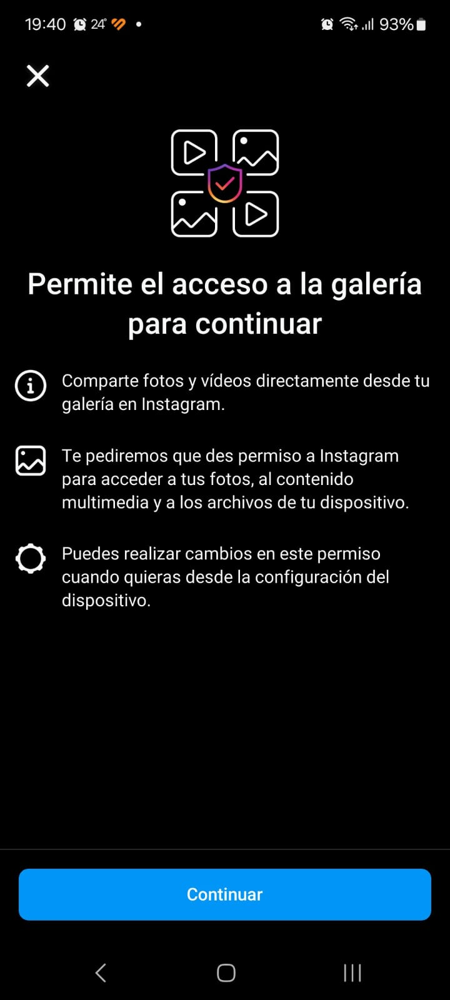 19:40 24° 93%
Permite el acceso a la galería
para continuar
Comparte fotos y vídeos directamente desde tu
galería en Instagram.
Te pediremos que des permiso a Instagram
para acceder a tus fotos, al contenido
multimedia y a los archivos de tu dispositivo.
Puedes realizar cambios en este permiso
cuando quieras desde la configuración del
dispositivo.
Continuar